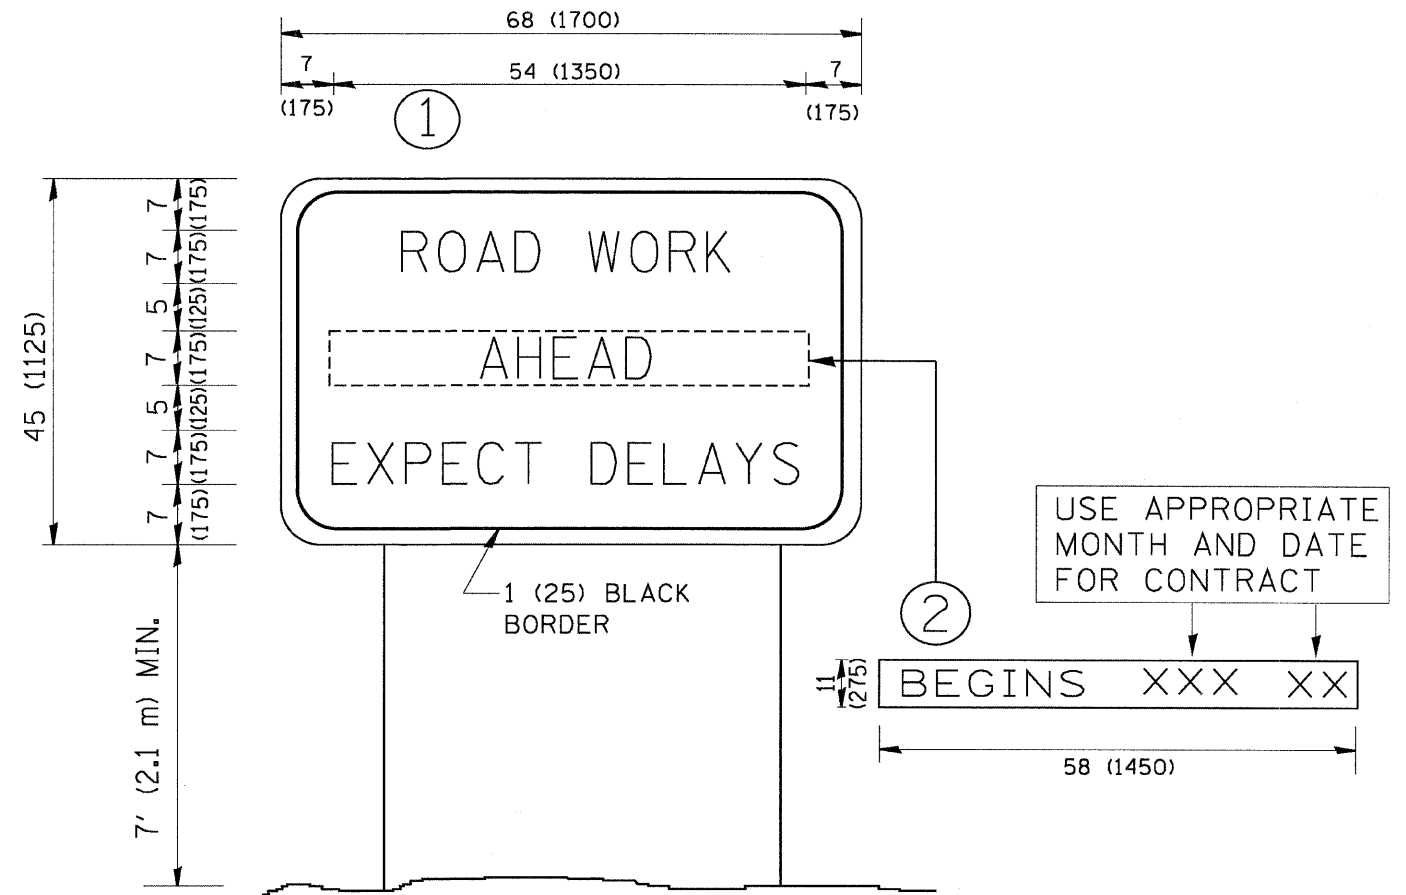 68 (1700)
7
54 (1350)
7
(175)
(175)
1
7
(175)
7
(175)
5
(125)
7
(175)
5
(125)
7
(175)
7
(175)
45 (1125)
ROAD WORK
AHEAD
EXPECT DELAYS
1 (25) BLACK
BORDER
7' (2.1 m) MIN.
2
USE APPROPRIATE
MONTH AND DATE
FOR CONTRACT
11
(275)
BEGINS XXX XX
58 (1450)